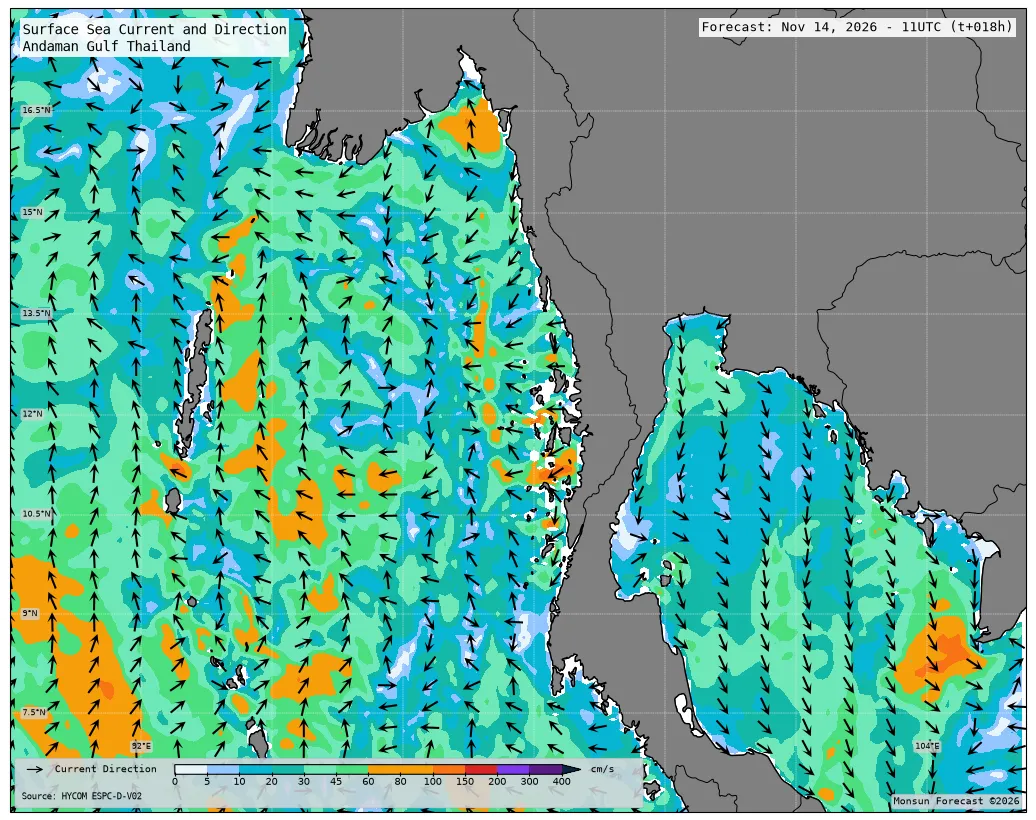 Surface Sea Current and Direction
Andaman Gulf Thailand
Forecast: Nov 14, 2026 - 11UTC (t+018h)
16.5°N
15°N
13.5°N
12°N
10.5°N
9°N
7.5°N
92°E
104°E
Current Direction
0 5 10 20 30 45 60 80 100 150 200 300 400
cm/s
Source: HYCOM ESPC-D-V02
Monsun Forecast ©2026